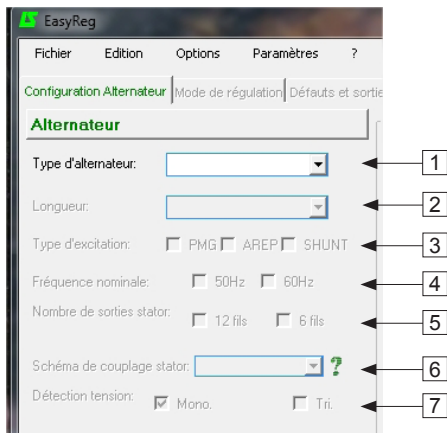 LS EasyReg
Fichier Edition Options Paramètres ?
Configuration Alternateur Mode de régulation Défauts et sortie
Alternateur
Type d'alternateur: 1
Longueur: 2
Type d'excitation: PMG AREP SHUNT 3
Fréquence nominale: 50Hz 60Hz 4
Nombre de sorties stator: 12 fils 6 fils 5
Schéma de couplage stator: ? 6
Détection tension: Mono. Tri. 7